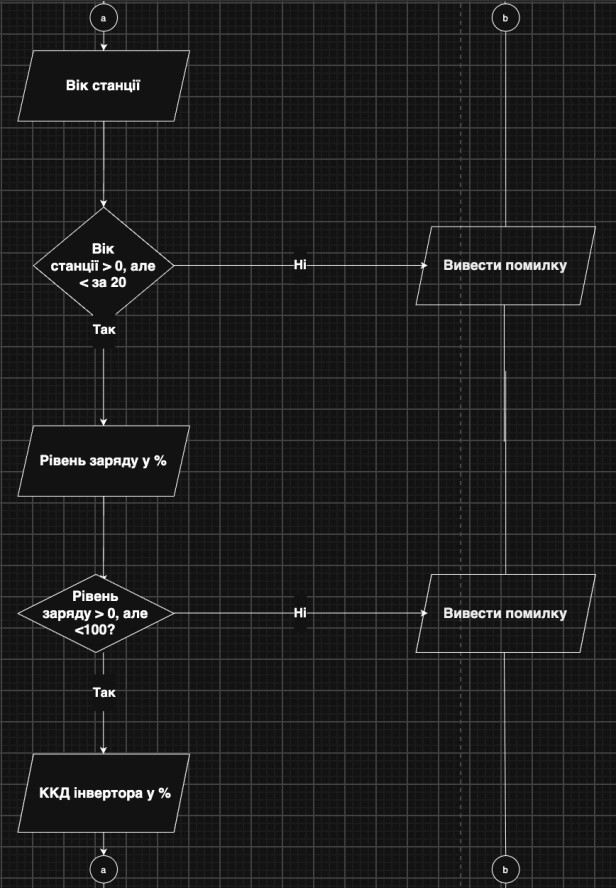 a
b
Вік станції
Вік
станції > 0, але
< за 20
Ні
Вивести помилку
Так
Рівень заряду у %
Рівень
заряду > 0, але
<100?
Ні
Вивести помилку
Так
ККД інвертора у %
a
b